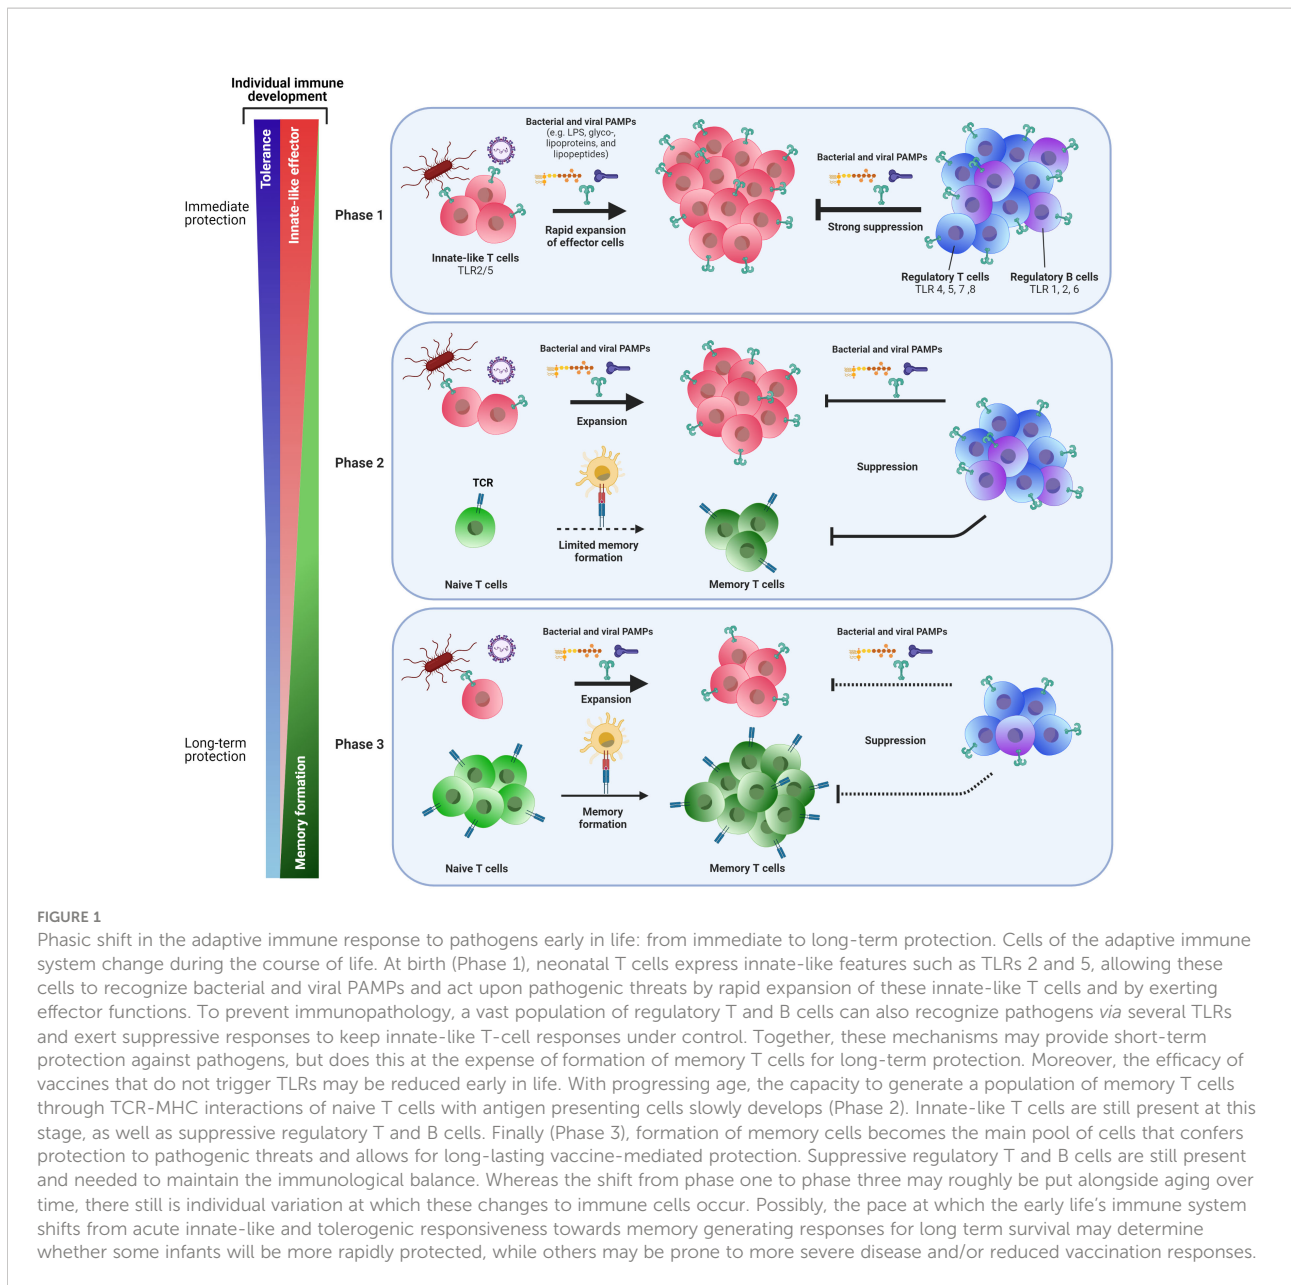 Individual immune
development
Tolerance
Innate-like effector
Memory formation
Immediate
protection
Long-term
protection
Phase 1
Bacterial and viral PAMPs
(e.g. LPS, glyco-,
lipoproteins, and
lipopeptides)
Rapid expansion
of effector cells
Innate-like T cells
TLR2/5
Bacterial and viral PAMPs
Strong suppression
Regulatory T cells
TLR 4, 5, 7 ,8
Regulatory B cells
TLR 1, 2, 6
Phase 2
Bacterial and viral PAMPs
Expansion
Bacterial and viral PAMPs
Suppression
TCR
Limited memory
formation
Naive T cells
Memory T cells
Phase 3
Bacterial and viral PAMPs
Expansion
Bacterial and viral PAMPs
Suppression
Memory
formation
Naive T cells
Memory T cells
FIGURE 1
Phasic shift in the adaptive immune response to pathogens early in life: from immediate to long-term protection. Cells of the adaptive immune
system change during the course of life. At birth (Phase 1), neonatal T cells express innate-like features such as TLRs 2 and 5, allowing these
cells to recognize bacterial and viral PAMPs and act upon pathogenic threats by rapid expansion of these innate-like T cells and by exerting
effector functions. To prevent immunopathology, a vast population of regulatory T and B cells can also recognize pathogens via several TLRs
and exert suppressive responses to keep innate-like T-cell responses under control. Together, these mechanisms may provide short-term
protection against pathogens, but does this at the expense of formation of memory T cells for long-term protection. Moreover, the efficacy of
vaccines that do not trigger TLRs may be reduced early in life. With progressing age, the capacity to generate a population of memory T cells
through TCR-MHC interactions of naive T cells with antigen presenting cells slowly develops (Phase 2). Innate-like T cells are still present at this
stage, as well as suppressive regulatory T and B cells. Finally (Phase 3), formation of memory cells becomes the main pool of cells that confers
protection to pathogenic threats and allows for long-lasting vaccine-mediated protection. Suppressive regulatory T and B cells are still present
and needed to maintain the immunological balance. Whereas the shift from phase one to phase three may roughly be put alongside aging over
time, there still is individual variation at which these changes to immune cells occur. Possibly, the pace at which the early life's immune system
shifts from acute innate-like and tolerogenic responsiveness towards memory generating responses for long term survival may determine
whether some infants will be more rapidly protected, while others may be prone to more severe disease and/or reduced vaccination responses.